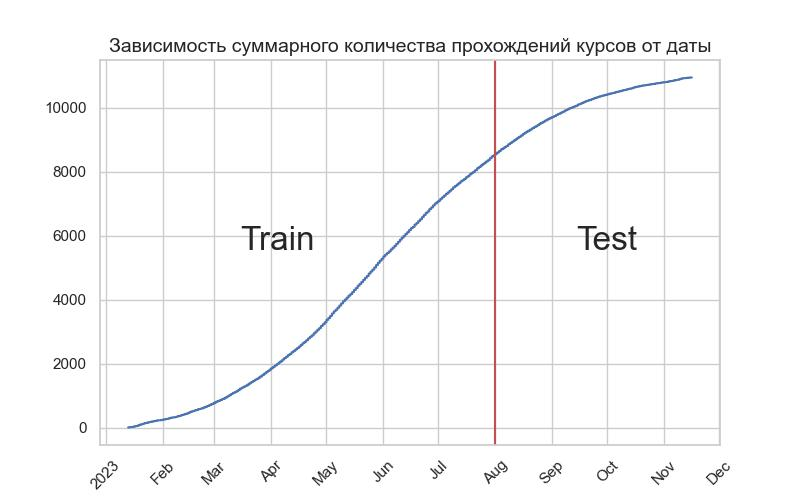 Зависимость суммарного количества прохождений курсов от даты
10000
8000
6000
4000
2000
0
Train
Test
2023
Feb
Mar
Apr
May
Jun
Jul
Aug
Sep
Oct
Nov
Dec